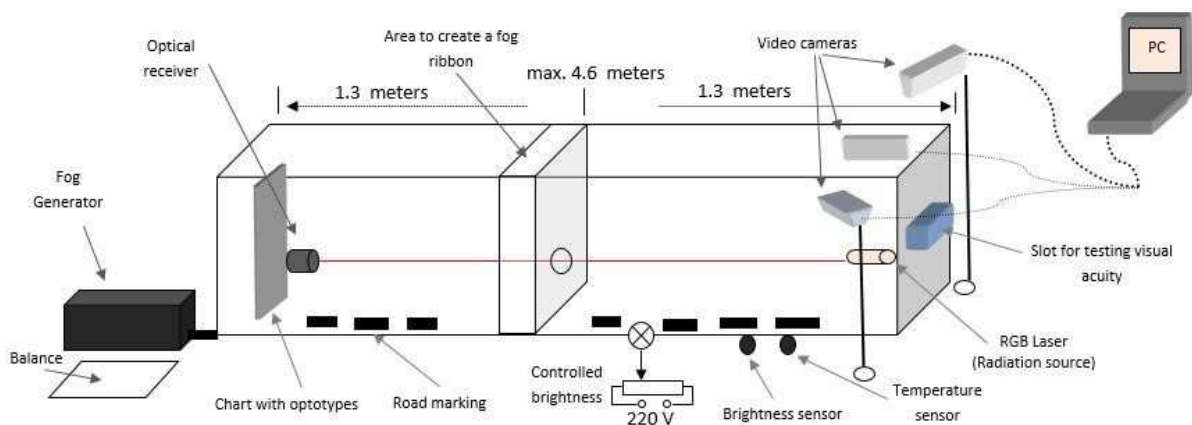 Optical
receiver
Area to create a fog
ribbon
Video cameras
PC
max. 4.6 meters
1.3 meters
1.3 meters
Fog
Generator
Slot for testing visual
acuity
Balance
RGB Laser
(Radiation source)
Chart with optotypes
Road marking
Controlled
brightness
220 V
Brightness sensor
Temperature
sensor